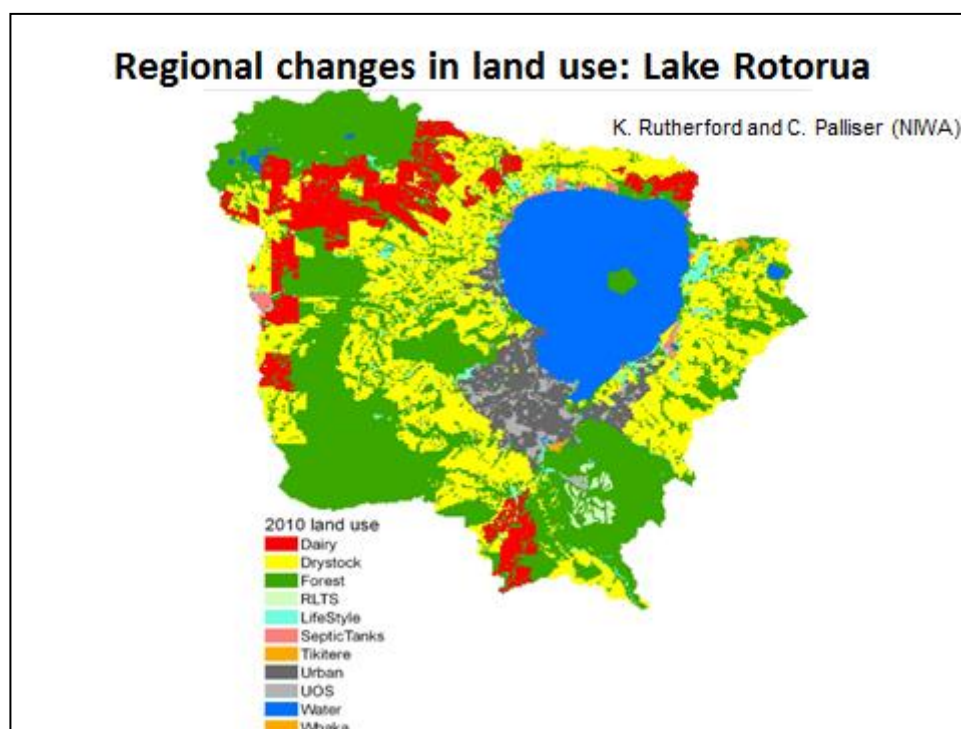 Regional changes in land use: Lake Rotorua
K. Rutherford and C. Palliser (NIWA)
2010 land use
Dairy
Drystock
Forest
RLTS
LifeStyle
SepticTanks
Tikitere
Urban
UOS
Water
Whaka